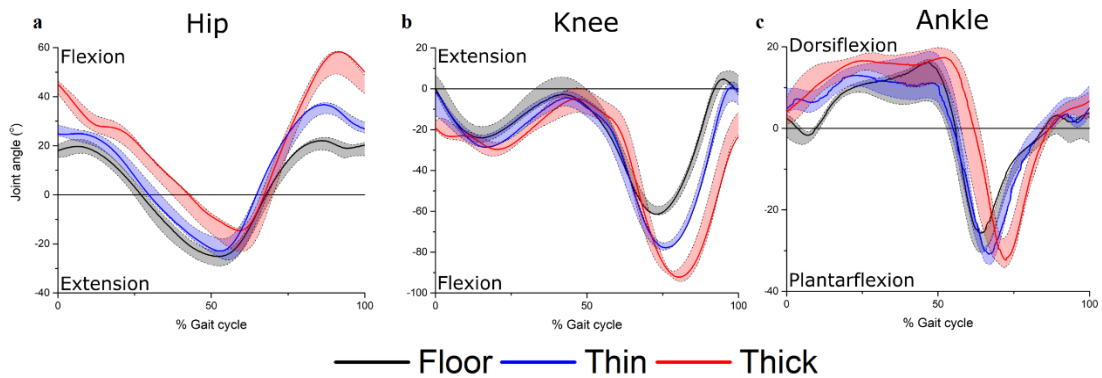 a Hip
b Knee
c Ankle
Flexion
Extension
Dorsiflexion
60
40
20
0
-20
-40
Joint angle (°)
Extension
0 50 100
% Gait cycle
0
-20
-40
-60
-80
-100
Flexion
0 50 100
% Gait cycle
20
0
-20
-40
Plantarflexion
0 50 100
% Gait cycle
Floor Thin Thick